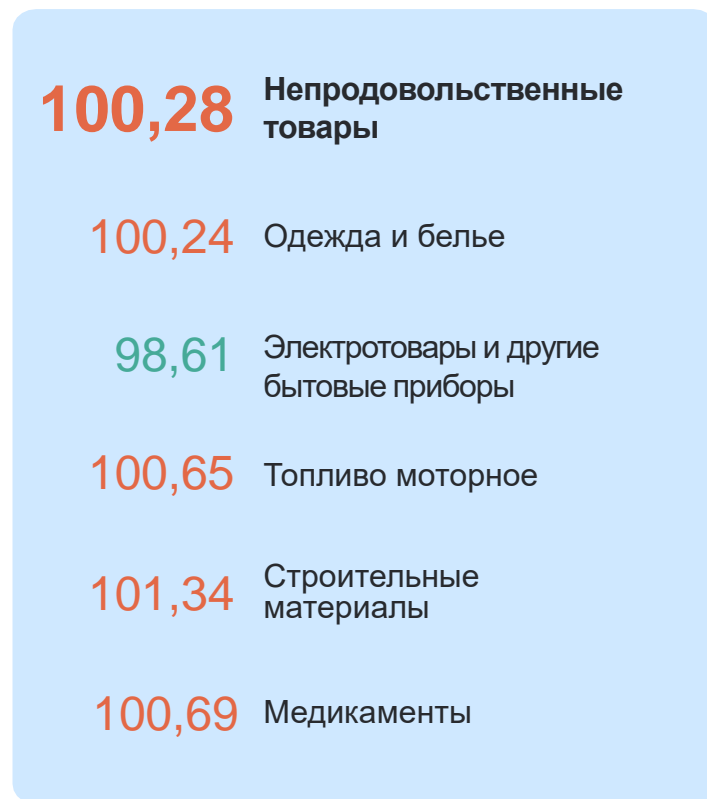 100,28 Непродовольственные
товары
100,24 Одежда и белье
98,61 Электротовары и другие
бытовые приборы
100,65 Топливо моторное
101,34 Строительные
материалы
100,69 Медикаменты